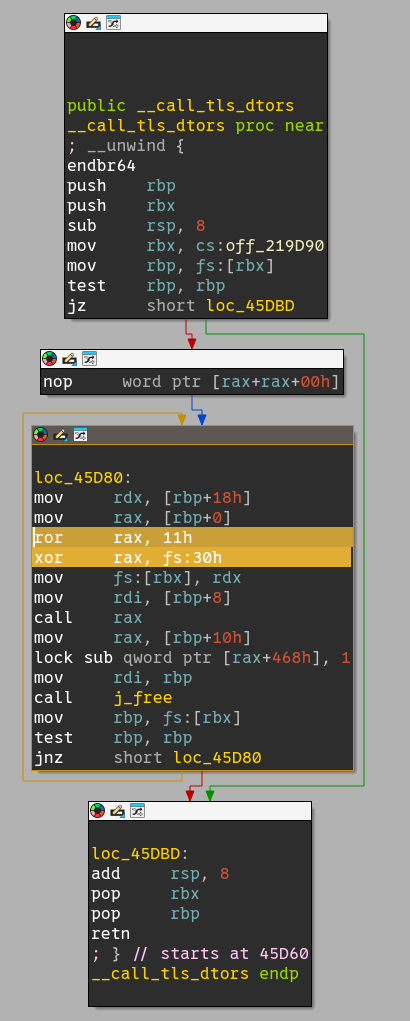 public __call_tls_dtors
__call_tls_dtors proc near
; __unwind {
endbr64
push rbp
push rbx
sub rsp, 8
mov rbx, cs:off_219D90
mov rbp, fs:[rbx]
test rbp, rbp
jz short loc_45DBD
nop word ptr [rax+rax+00h]
loc_45D80:
mov rdx, [rbp+18h]
mov rax, [rbp+0]
ror rax, 11h
xor rax, fs:30h
mov fs:[rbx], rdx
mov rdi, [rbp+8]
call rax
mov rax, [rbp+10h]
lock sub qword ptr [rax+468h], 1
mov rdi, rbp
call j_free
mov rbp, fs:[rbx]
test rbp, rbp
jnz short loc_45D80
loc_45DBD:
add rsp, 8
pop rbx
pop rbp
retn
; } // starts at 45D60
__call_tls_dtors endp